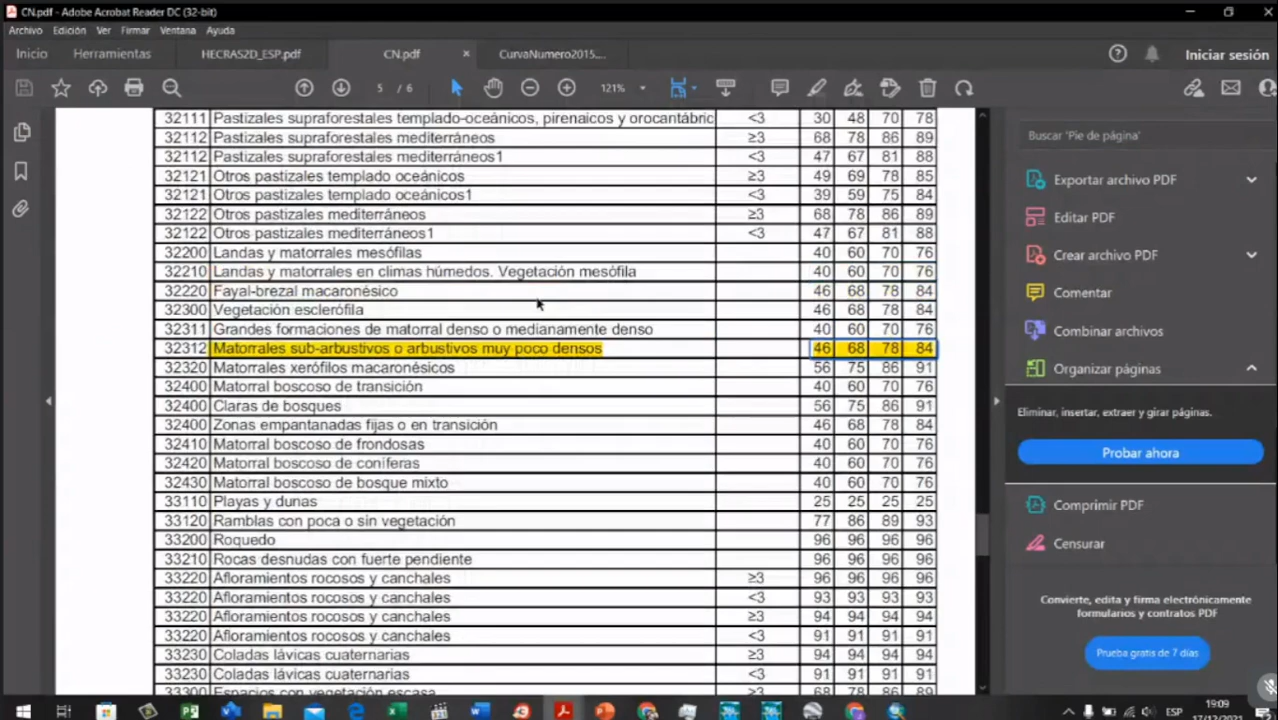 CN.pdf - Adobe Acrobat Reader DC (32-bit)
Archivo Edición Ver Firmar Ventana Ayuda
Inicio Herramientas HECRAS2D_ESP.pdf CN.pdf × CurvaNumero2015... Iniciar sesión
5 / 6 121%
32111 Pastizales supraforestales templado-oceánicos, pirenaicos y orocantábric <3 30 48 70 78
32112 Pastizales supraforestales mediterráneos ≥3 68 78 86 89
32112 Pastizales supraforestales mediterráneos1 <3 47 67 81 88
32121 Otros pastizales templado oceánicos ≥3 49 69 78 85
32121 Otros pastizales templado oceánicos1 <3 39 59 75 84
32122 Otros pastizales mediterráneos ≥3 68 78 86 89
32122 Otros pastizales mediterráneos1 <3 47 67 81 88
32200 Landas y matorrales mesófilas 40 60 70 76
32210 Landas y matorrales en climas húmedos. Vegetación mesófila 40 60 70 76
32220 Fayal-brezal macaronésico 46 68 78 84
32300 Vegetación esclerófila 46 68 78 84
32311 Grandes formaciones de matorral denso o medianamente denso 40 60 70 76
32312 Matorrales sub-arbustivos o arbustivos muy poco densos 46 68 78 84
32320 Matorrales xerófilos macaronésicos 56 75 86 91
32400 Matorral boscoso de transición 40 60 70 76
32400 Claras de bosques 56 75 86 91
32400 Zonas empantanadas fijas o en transición 46 68 78 84
32410 Matorral boscoso de frondosas 40 60 70 76
32420 Matorral boscoso de coníferas 40 60 70 76
32430 Matorral boscoso de bosque mixto 40 60 70 76
33110 Playas y dunas 25 25 25 25
33120 Ramblas con poca o sin vegetación 77 86 89 93
33200 Roquedo 96 96 96 96
33210 Rocas desnudas con fuerte pendiente 96 96 96 96
33220 Afloramientos rocosos y canchales ≥3 96 96 96 96
33220 Afloramientos rocosos y canchales <3 93 93 93 93
33220 Afloramientos rocosos y canchales ≥3 94 94 94 94
33220 Afloramientos rocosos y canchales <3 91 91 91 91
33230 Coladas lávicas cuaternarias ≥3 94 94 94 94
33230 Coladas lávicas cuaternarias <3 91 91 91 91
33300 Espacios con vegetación escasa ≥3 68 78 86 89
Buscar 'Pie de página'
Exportar archivo PDF
Editar PDF
Crear archivo PDF
Comentar
Combinar archivos
Organizar páginas
Eliminar, insertar, extraer y girar páginas.
Probar ahora
Comprimir PDF
Censurar
Convierte, edita y firma electrónicamente
formularios y contratos PDF
Prueba gratis de 7 días
ESP 19:09
17/12/2021